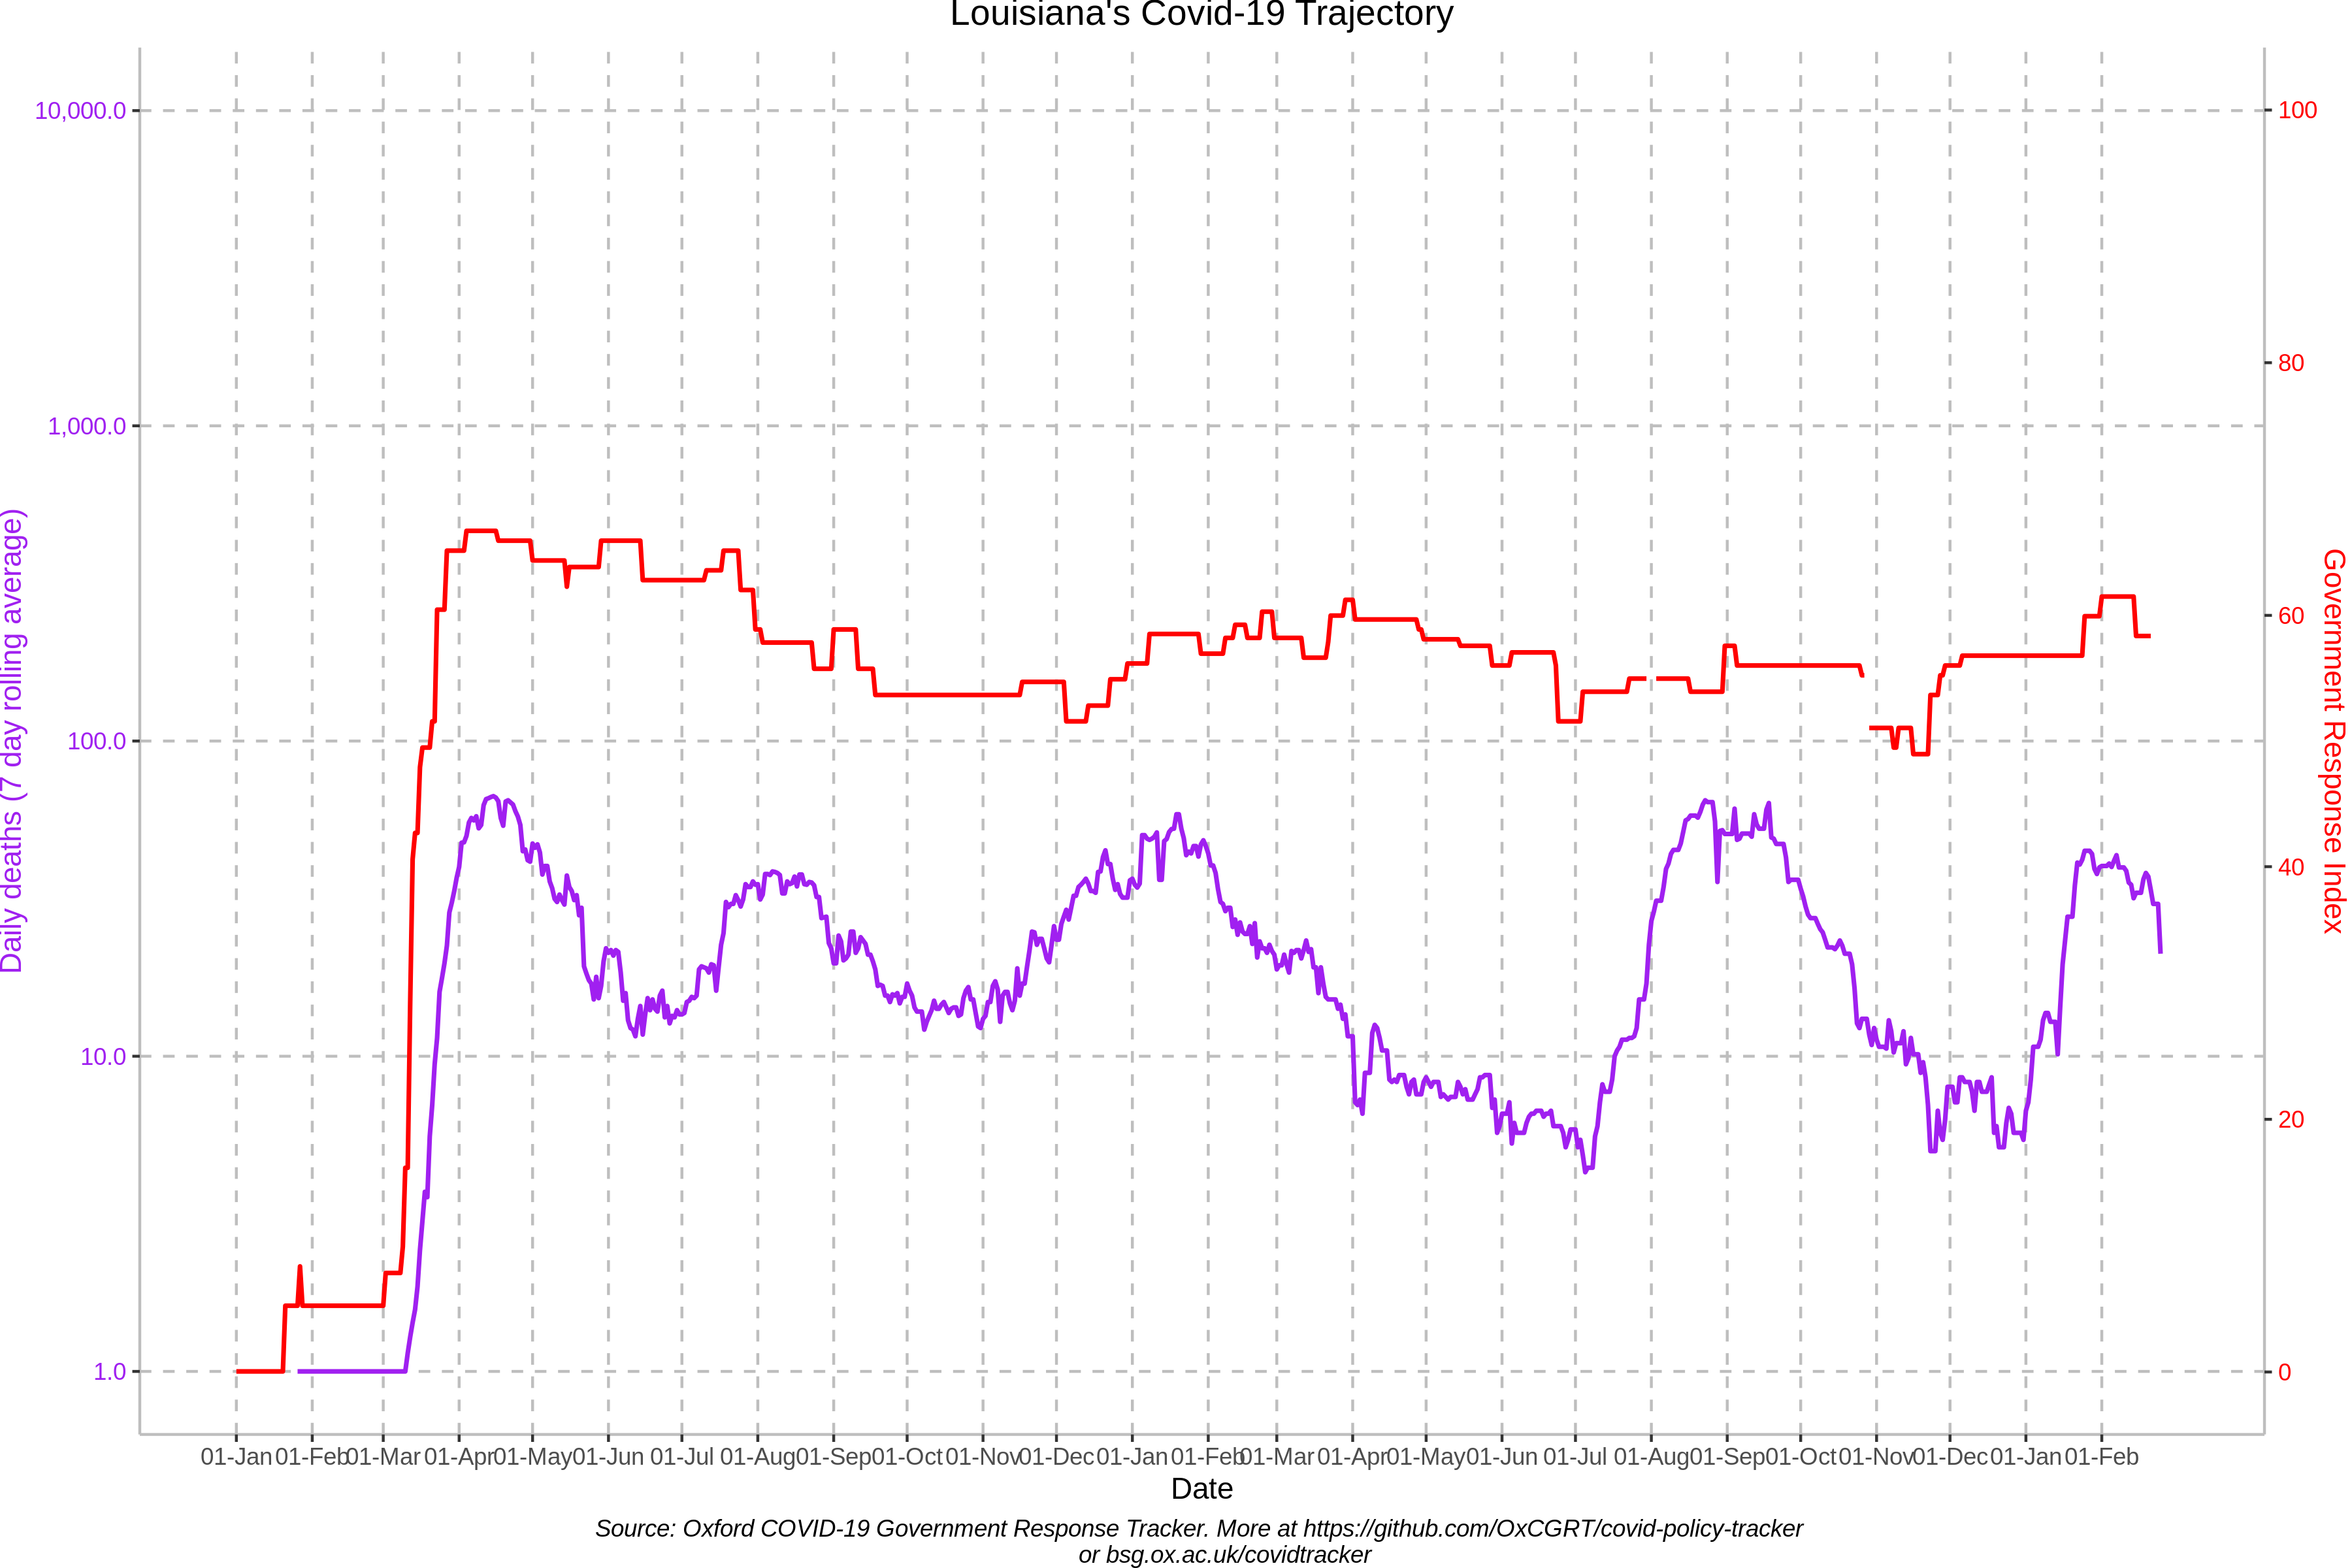 Louisiana's Covid-19 Trajectory
10,000.0
1,000.0
100.0
10.0
1.0
Daily deaths (7 day rolling average)
100
80
60
40
20
0
Government Response Index
01-Jan 01-Feb 01-Mar 01-Apr 01-May 01-Jun 01-Jul 01-Aug 01-Sep 01-Oct 01-Nov 01-Dec 01-Jan 01-Feb 01-Mar 01-Apr 01-May 01-Jun 01-Jul 01-Aug 01-Sep 01-Oct 01-Nov 01-Dec 01-Jan 01-Feb
Date
Source: Oxford COVID-19 Government Response Tracker. More at https://github.com/OxCGRT/covid-policy-tracker
or bsg.ox.ac.uk/covidtracker